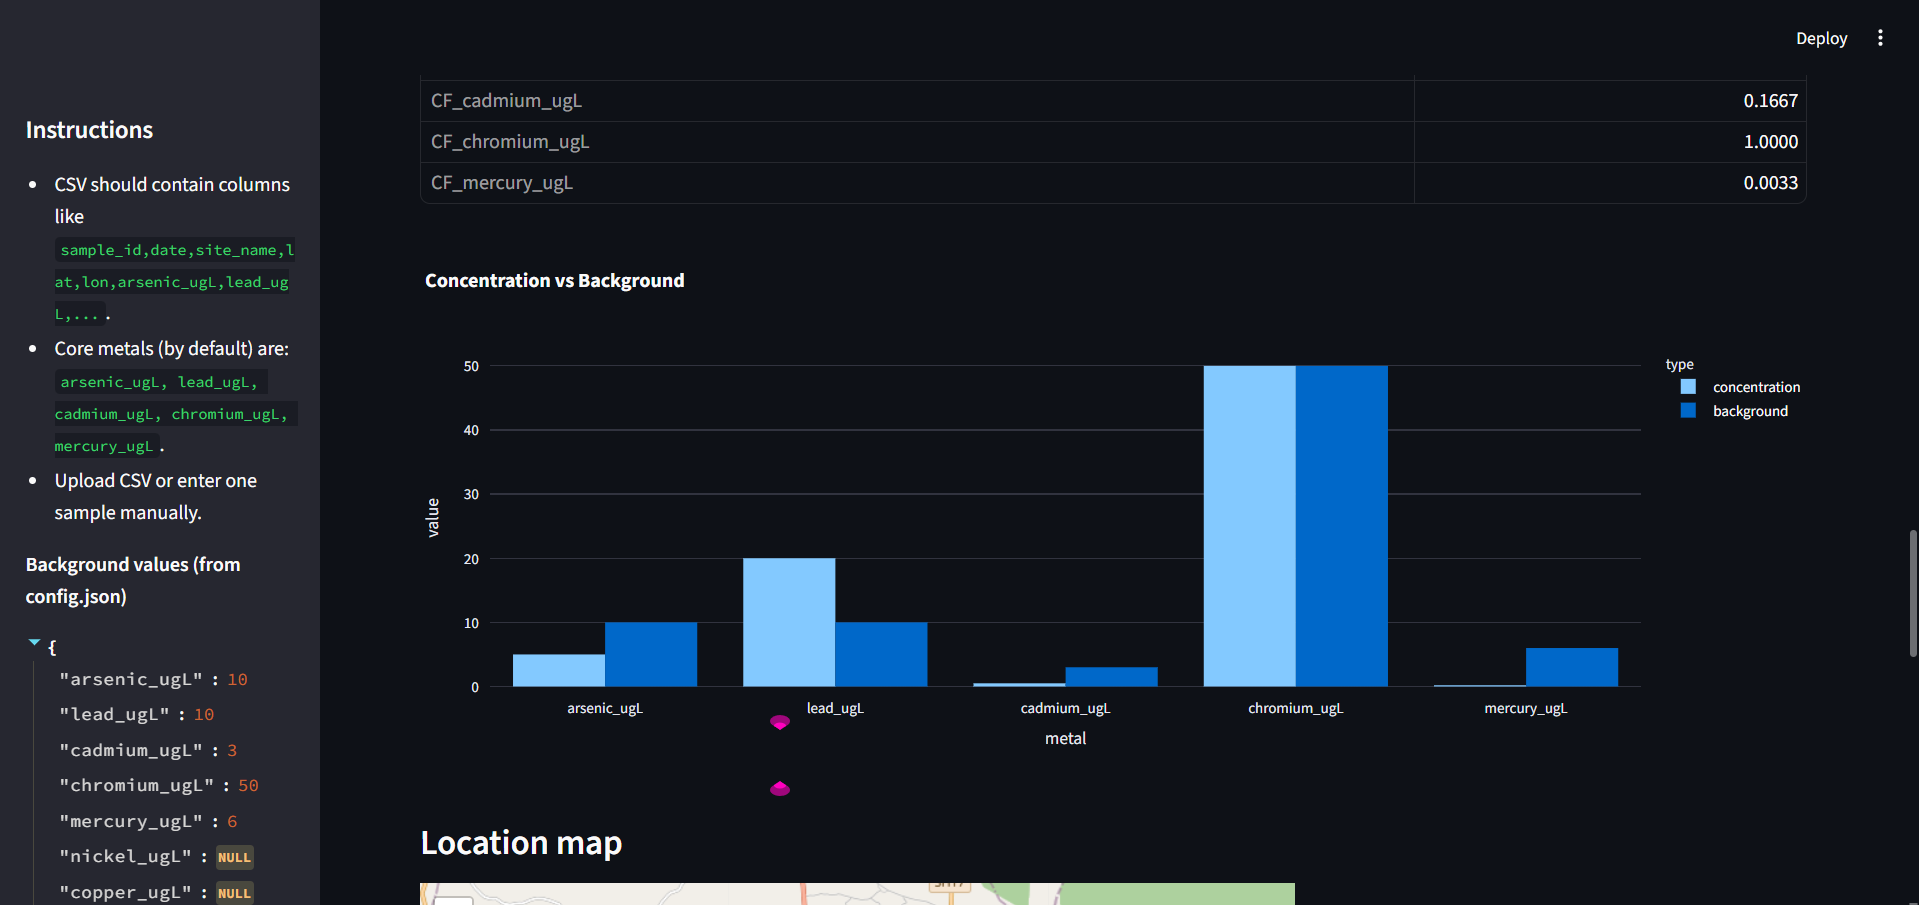 Deploy
Instructions
CSV should contain columns
like
sample_id,date,site_name,l
at,lon,arsenic_ugL,lead_ug
L,... .
Core metals (by default) are:
arsenic_ugL, lead_ugL,
cadmium_ugL, chromium_ugL,
mercury_ugL .
Upload CSV or enter one
sample manually.
Background values (from
config.json)
{
"arsenic_ugL" : 10
"lead_ugL" : 10
"cadmium_ugL" : 3
"chromium_ugL" : 50
"mercury_ugL" : 6
"nickel_ugL" : NULL
"copper_ugL" : NULL
CF_cadmium_ugL 0.1667
CF_chromium_ugL 1.0000
CF_mercury_ugL 0.0033
Concentration vs Background
value
50
40
30
20
10
0
arsenic_ugL lead_ugL cadmium_ugL chromium_ugL mercury_ugL
metal
type
concentration
background
Location map